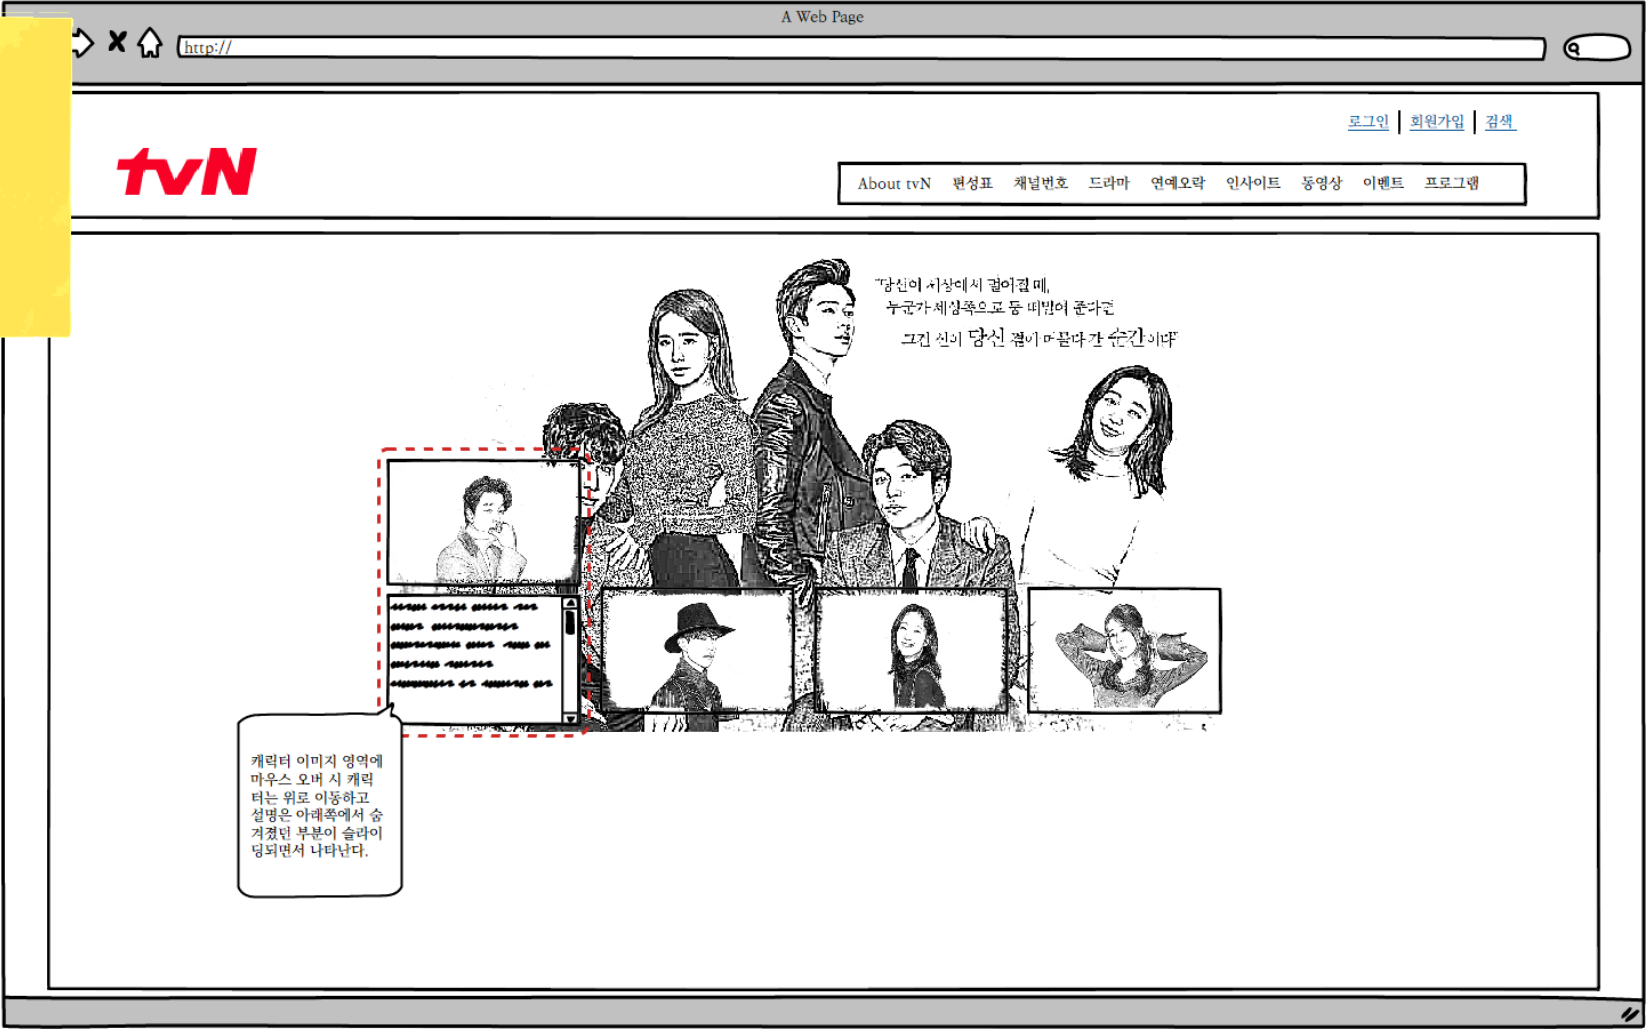 A Web Page
http://
로그인 회원가입 검색
tvN
About tvN 편성표 채널번호 드라마 연예오락 인사이트 동영상 이벤트 프로그램
"당신이 세상에서 멀어질 때,
누군가 세상쪽으로 등 떠밀어 준다면
그건 신이 당신 곁에 머물다 간 순간이다"
캐릭터 이미지 영역에
마우스 오버 시 캐릭
터는 위로 이동하고
설명은 아래쪽에서 숨
겨졌던 부분이 슬라이
딩되면서 나타난다.